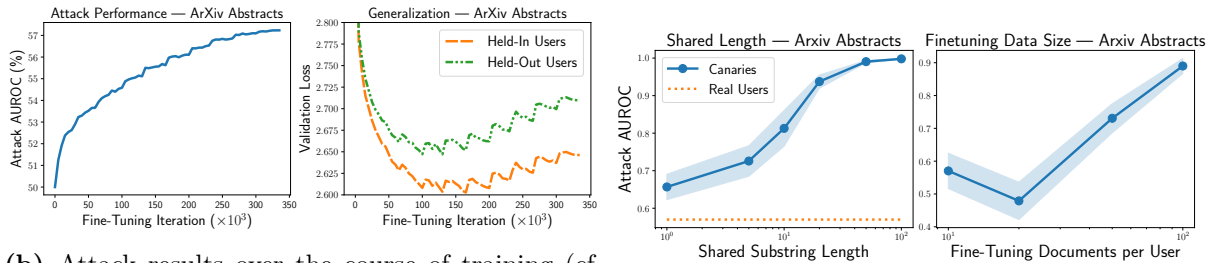 Attack Performance — ArXiv Abstracts
Attack AUROC (%)
57
56
55
54
53
52
51
50
0 50 100 150 200 250 300 350
Fine-Tuning Iteration (×10³)
Generalization — ArXiv Abstracts
Validation Loss
2.800
2.775
2.750
2.725
2.700
2.675
2.650
2.625
2.600
Held-In Users
Held-Out Users
0 50 100 150 200 250 300 350
Fine-Tuning Iteration (×10³)
Shared Length — Arxiv Abstracts
Attack AUROC
1.0
0.9
0.8
0.7
0.6
Canaries
Real Users
10⁰ 10¹ 10²
Shared Substring Length
Finetuning Data Size — Arxiv Abstracts
0.9
0.8
0.7
0.6
0.5
0.4
10¹ 10²
Fine-Tuning Documents per User
(b) Attack results over the course of training (cf